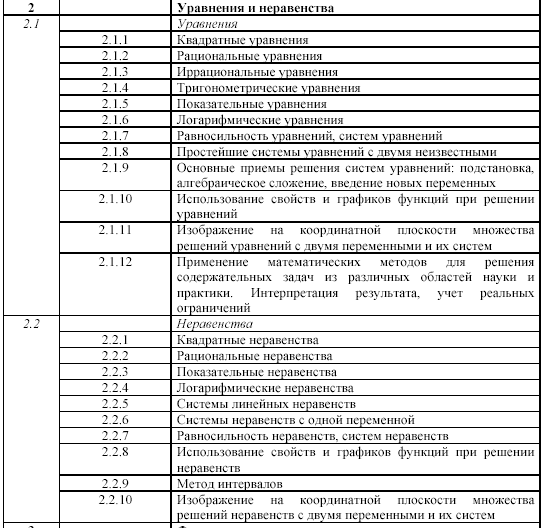 2 Уравнения и неравенства
2.1 Уравнения
2.1.1 Квадратные уравнения
2.1.2 Рациональные уравнения
2.1.3 Иррациональные уравнения
2.1.4 Тригонометрические уравнения
2.1.5 Показательные уравнения
2.1.6 Логарифмические уравнения
2.1.7 Равносильность уравнений, систем уравнений
2.1.8 Простейшие системы уравнений с двумя неизвестными
2.1.9 Основные приемы решения систем уравнений: подстановка,
алгебраическое сложение, введение новых переменных
2.1.10 Использование свойств и графиков функций при решении
уравнений
2.1.11 Изображение на координатной плоскости множества
решений уравнений с двумя переменными и их систем
2.1.12 Применение математических методов для решения
содержательных задач из различных областей науки и
практики. Интерпретация результата, учет реальных
ограничений
2.2 Неравенства
2.2.1 Квадратные неравенства
2.2.2 Рациональные неравенства
2.2.3 Показательные неравенства
2.2.4 Логарифмические неравенства
2.2.5 Системы линейных неравенств
2.2.6 Системы неравенств с одной переменной
2.2.7 Равносильность неравенств, систем неравенств
2.2.8 Использование свойств и графиков функций при решении
неравенств
2.2.9 Метод интервалов
2.2.10 Изображение на координатной плоскости множества
решений неравенств с двумя переменными и их систем